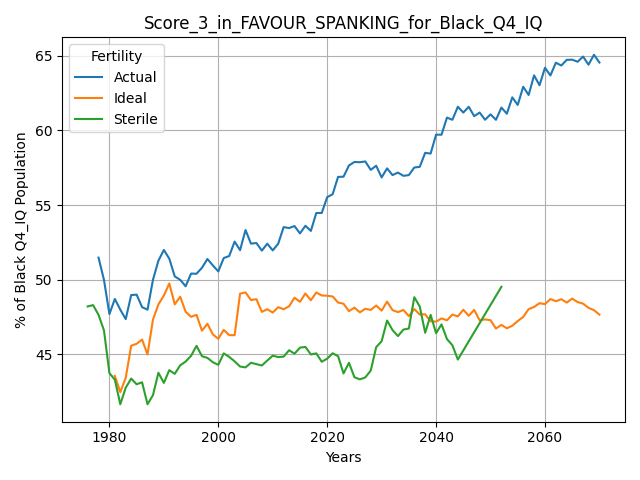 Score_3_in_FAVOUR_SPANKING_for_Black_Q4_IQ
Fertility
Actual
Ideal
Sterile
% of Black Q4_IQ Population
65
60
55
50
45
1980
2000
2020
2040
2060
Years